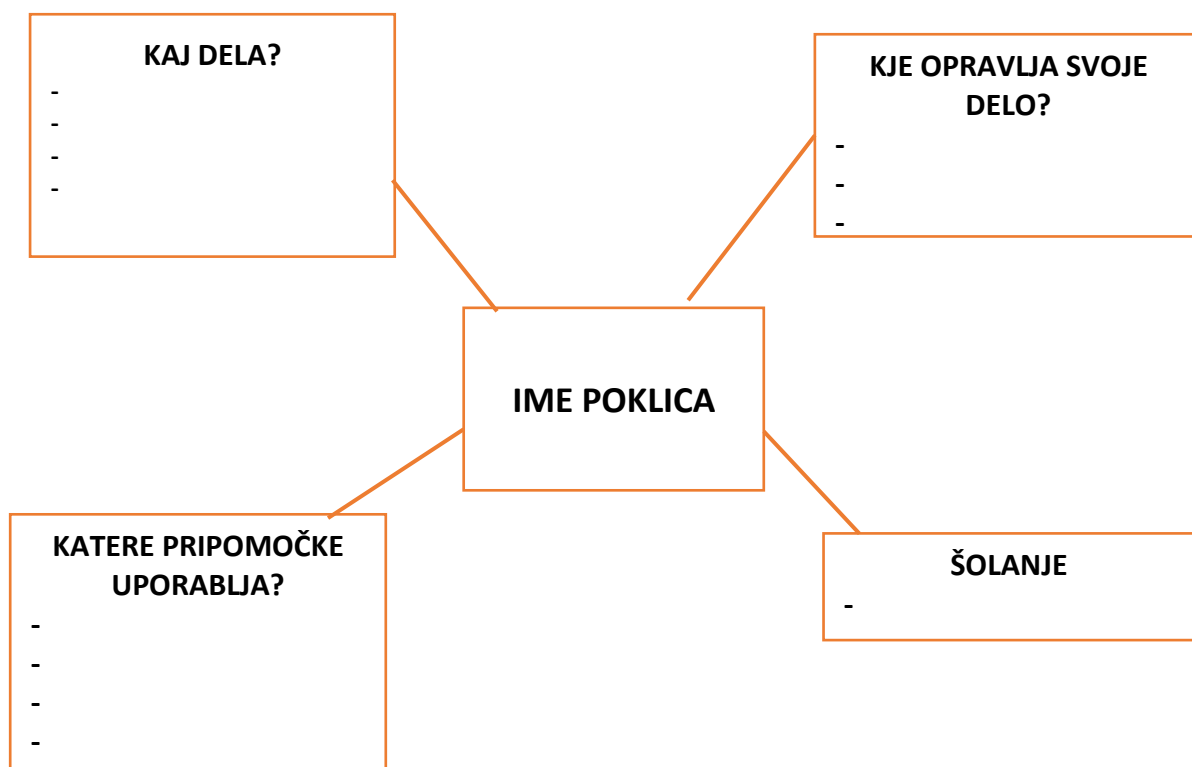 KAJ DELA?
-
-
-
-
KJE OPRAVLJA SVOJE
DELO?
-
-
-
IME POKLICA
KATERE PRIPOMOČKE
UPORABLJA?
-
-
-
-
ŠOLANJE
-